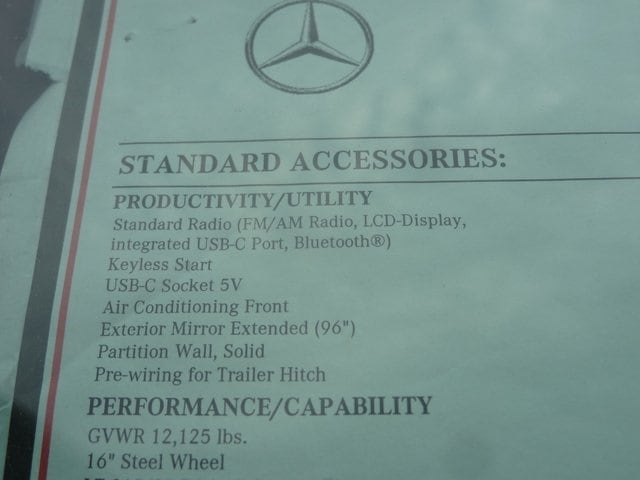 STANDARD ACCESSORIES:
PRODUCTIVITY/UTILITY
Standard Radio (FM/AM Radio, LCD-Display,
integrated USB-C Port, Bluetooth®)
Keyless Start
USB-C Socket 5V
Air Conditioning Front
Exterior Mirror Extended (96")
Partition Wall, Solid
Pre-wiring for Trailer Hitch
PERFORMANCE/CAPABILITY
GVWR 12,125 lbs.
16" Steel Wheel